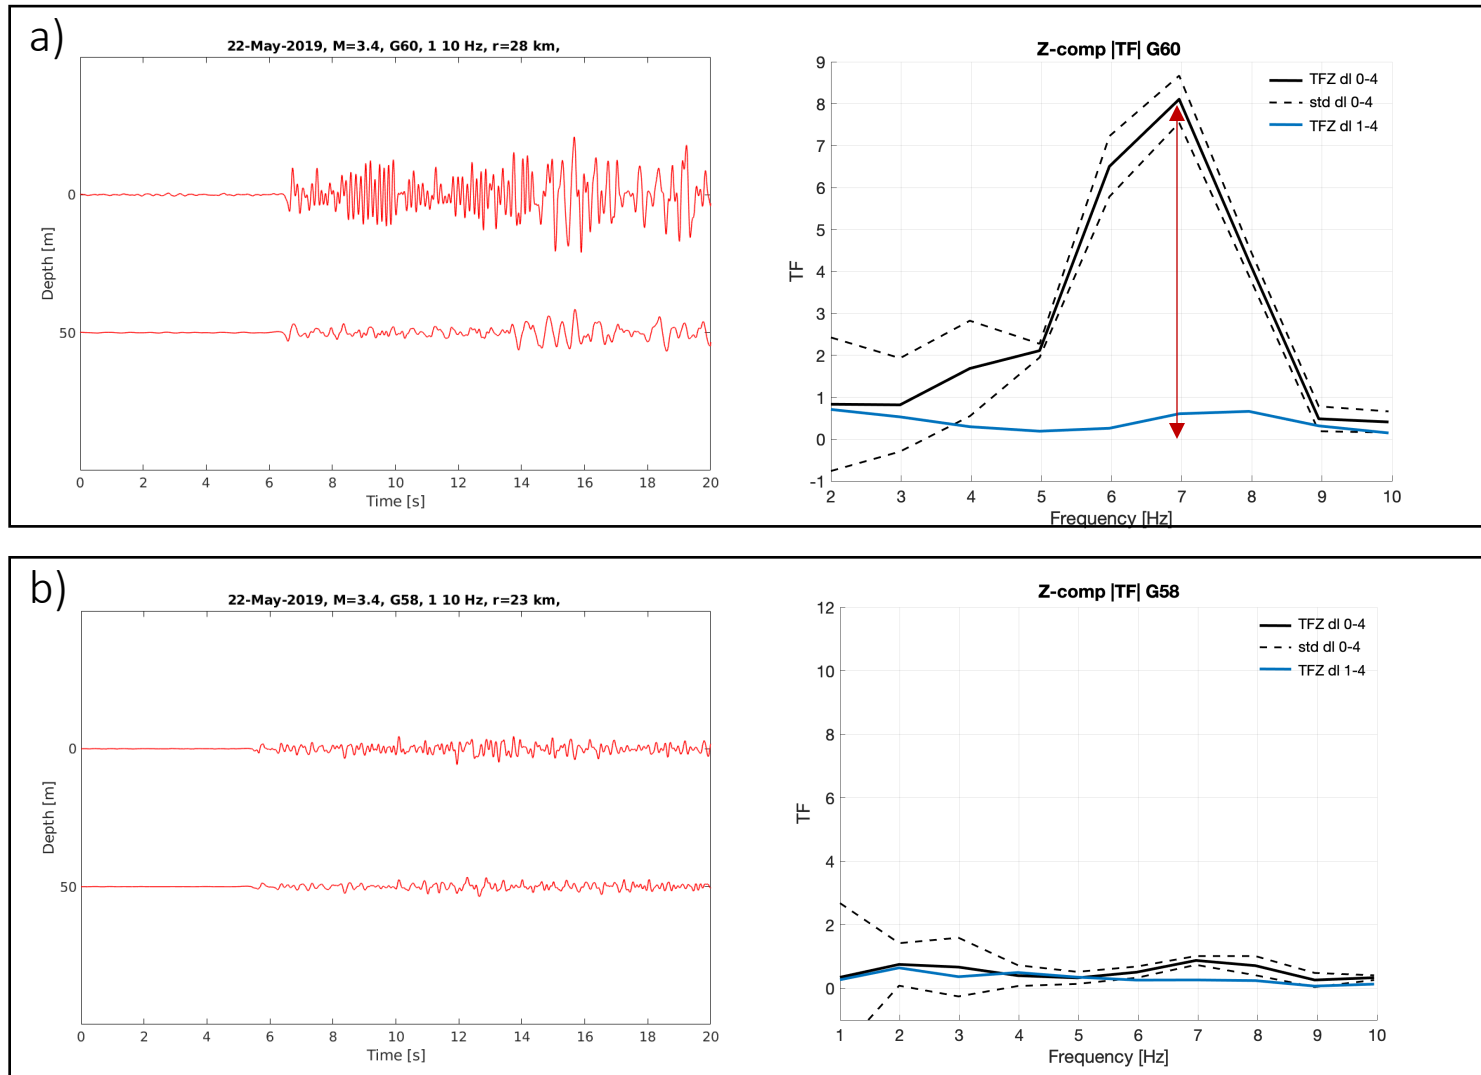 a)
22-May-2019, M=3.4, G60, 1 10 Hz, r=28 km,
0
50
Depth [m]
0 2 4 6 8 10 12 14 16 18 20
Time [s]
Z-comp |TF| G60
TFZ dl 0-4
std dl 0-4
TFZ dl 1-4
9
8
7
6
5
4
3
2
1
0
-1
TF
2 3 4 5 6 7 8 9 10
Frequency [Hz]
b)
22-May-2019, M=3.4, G58, 1 10 Hz, r=23 km,
0
50
Depth [m]
0 2 4 6 8 10 12 14 16 18 20
Time [s]
Z-comp |TF| G58
TFZ dl 0-4
std dl 0-4
TFZ dl 1-4
12
10
8
6
4
2
0
TF
1 2 3 4 5 6 7 8 9 10
Frequency [Hz]